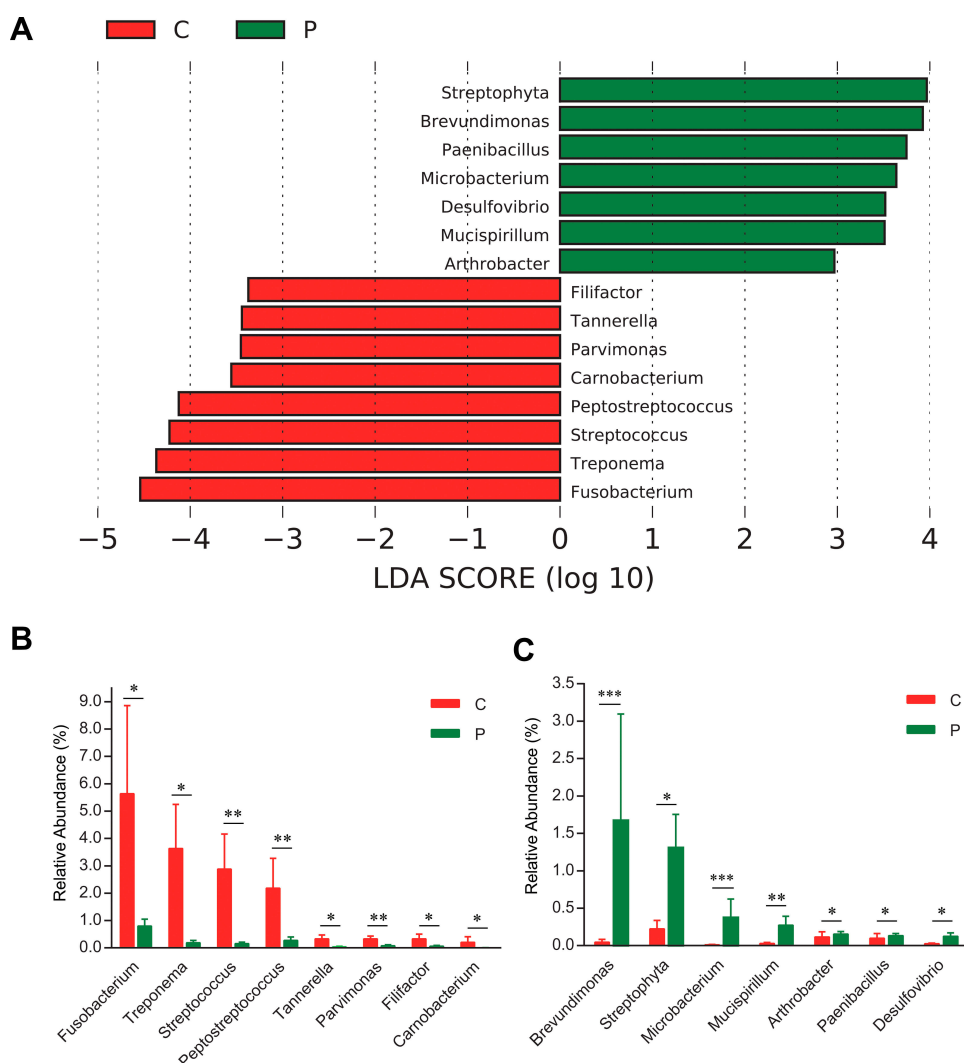 A
C
P
Streptophyta
Brevundimonas
Paenibacillus
Microbacterium
Desulfovibrio
Mucispirillum
Arthrobacter
Filifactor
Tannerella
Parvimonas
Carnobacterium
Peptostreptococcus
Streptococcus
Treponema
Fusobacterium
−5 −4 −3 −2 −1 0 1 2 3 4
LDA SCORE (log 10)
B
Relative Abundance (%)
9.0
8.0
7.0
6.0
5.0
4.0
3.0
2.0
1.0
0.0
C
P
*
*
**
**
*
**
*
*
Fusobacterium
Treponema
Streptococcus
Peptostreptococcus
Tannerella
Parvimonas
Filifactor
Carnobacterium
C
Relative Abundance (%)
3.5
3.0
2.0
1.5
1.0
0.5
0.0
C
P
***
*
***
**
*
*
*
Brevundimonas
Streptophyta
Microbacterium
Mucispirillum
Arthrobacter
Paenibacillus
Desulfovibrio